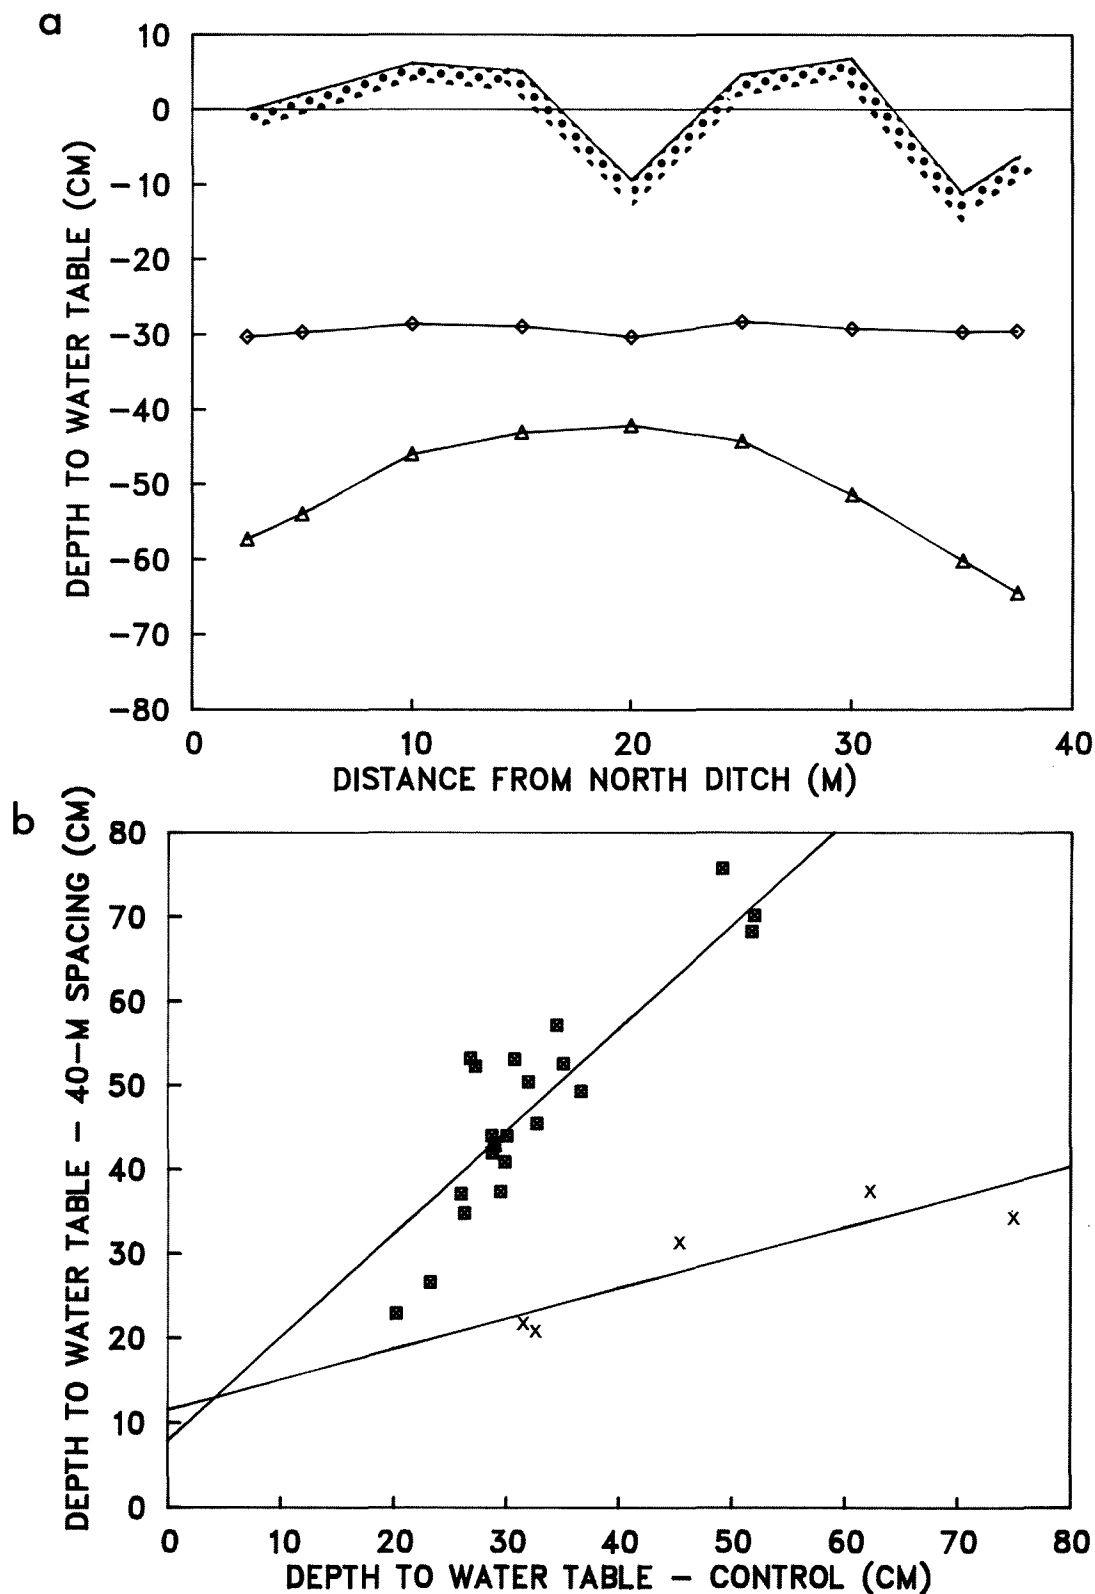 a
10
0
−10
−20
−30
−40
−50
−60
−70
−80
DEPTH TO WATER TABLE (CM)
0 10 20 30 40
DISTANCE FROM NORTH DITCH (M)
b
80
70
60
50
40
30
20
10
0
DEPTH TO WATER TABLE − 40−M SPACING (CM)
0 10 20 30 40 50 60 70 80
DEPTH TO WATER TABLE − CONTROL (CM)